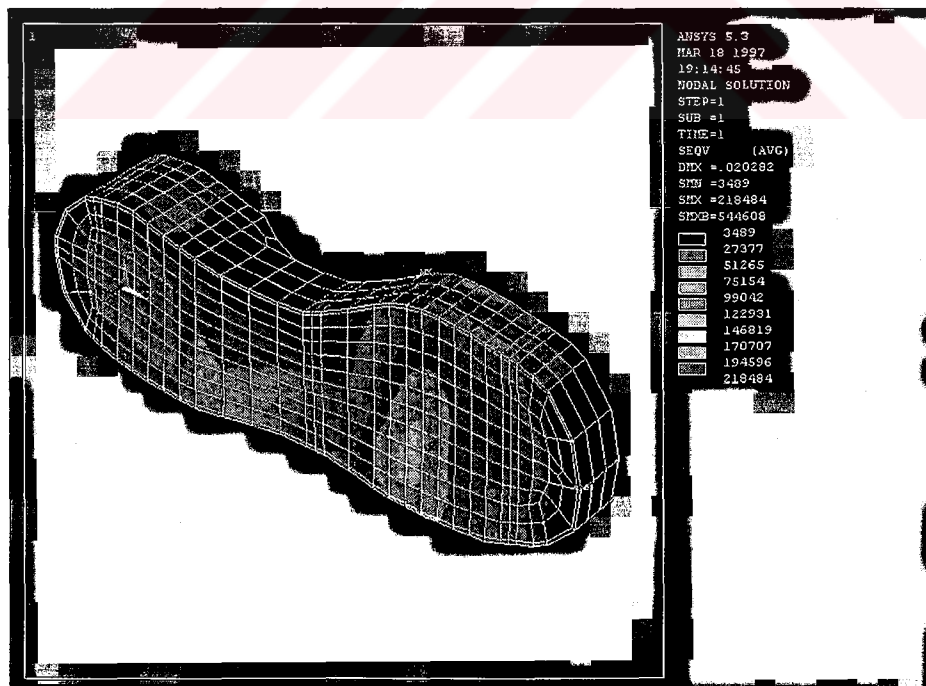 1
ANSYS 5.3
MAR 18 1997
19:14:45
NODAL SOLUTION
STEP=1
SUB =1
TIME=1
SEQV (AVG)
DMX =.020282
SMN =3489
SMX =218484
SMXB=544608
3489
27377
51265
75154
99042
122931
146819
170707
194596
218484